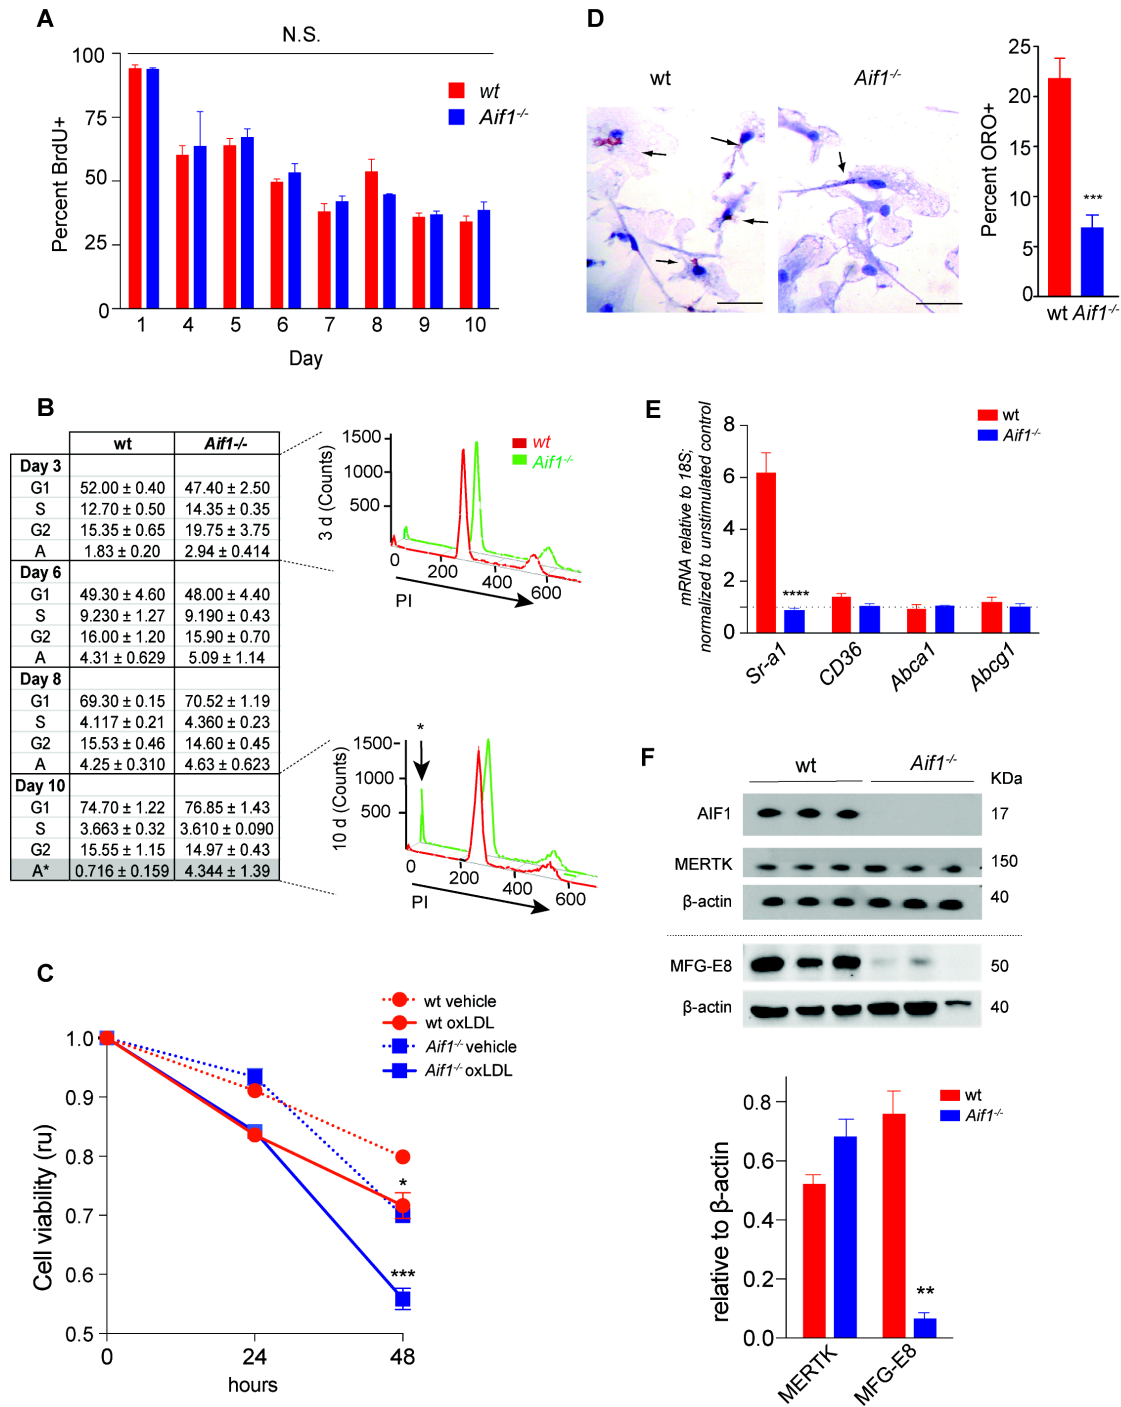 A
N.S.
100
75
50
25
0
Percent BrdU+
wt
Aif1-/-
1 4 5 6 7 8 9 10
Day
B
wt Aif1-/-
Day 3
G1 52.00 ± 0.40 47.40 ± 2.50
S 12.70 ± 0.50 14.35 ± 0.35
G2 15.35 ± 0.65 19.75 ± 3.75
A 1.83 ± 0.20 2.94 ± 0.414
Day 6
G1 49.30 ± 4.60 48.00 ± 4.40
S 9.230 ± 1.27 9.190 ± 0.43
G2 16.00 ± 1.20 15.90 ± 0.70
A 4.31 ± 0.629 5.09 ± 1.14
Day 8
G1 69.30 ± 0.15 70.52 ± 1.19
S 4.117 ± 0.21 4.360 ± 0.23
G2 15.53 ± 0.46 14.60 ± 0.45
A 4.25 ± 0.310 4.63 ± 0.623
Day 10
G1 74.70 ± 1.22 76.85 ± 1.43
S 3.663 ± 0.32 3.610 ± 0.090
G2 15.55 ± 1.15 14.97 ± 0.43
A* 0.716 ± 0.159 4.344 ± 1.39
3 d (Counts)
1500
1000
500
wt
Aif1-/-
0 200 400 600
PI
10 d (Counts)
1500
1000
500
*
0 200 400 600
PI
C
wt vehicle
wt oxLDL
Aif1-/- vehicle
Aif1-/- oxLDL
Cell viability (ru)
1.0
0.9
0.8
0.7
0.6
0.5
*
***
0 24 48
hours
D
wt Aif1-/-
Percent ORO+
25
20
15
10
5
0
***
wt Aif1-/-
E
mRNA relative to 18S;
normalized to unstimulated control
8
6
4
2
0
wt
Aif1-/-
****
Sr-a1 CD36 Abca1 Abcg1
F
wt Aif1-/- KDa
AIF1 17
MERTK 150
β-actin 40
MFG-E8 50
β-actin 40
relative to β-actin
0.8
0.6
0.4
0.2
0.0
wt
Aif1-/-
**
MERTK MFG-E8